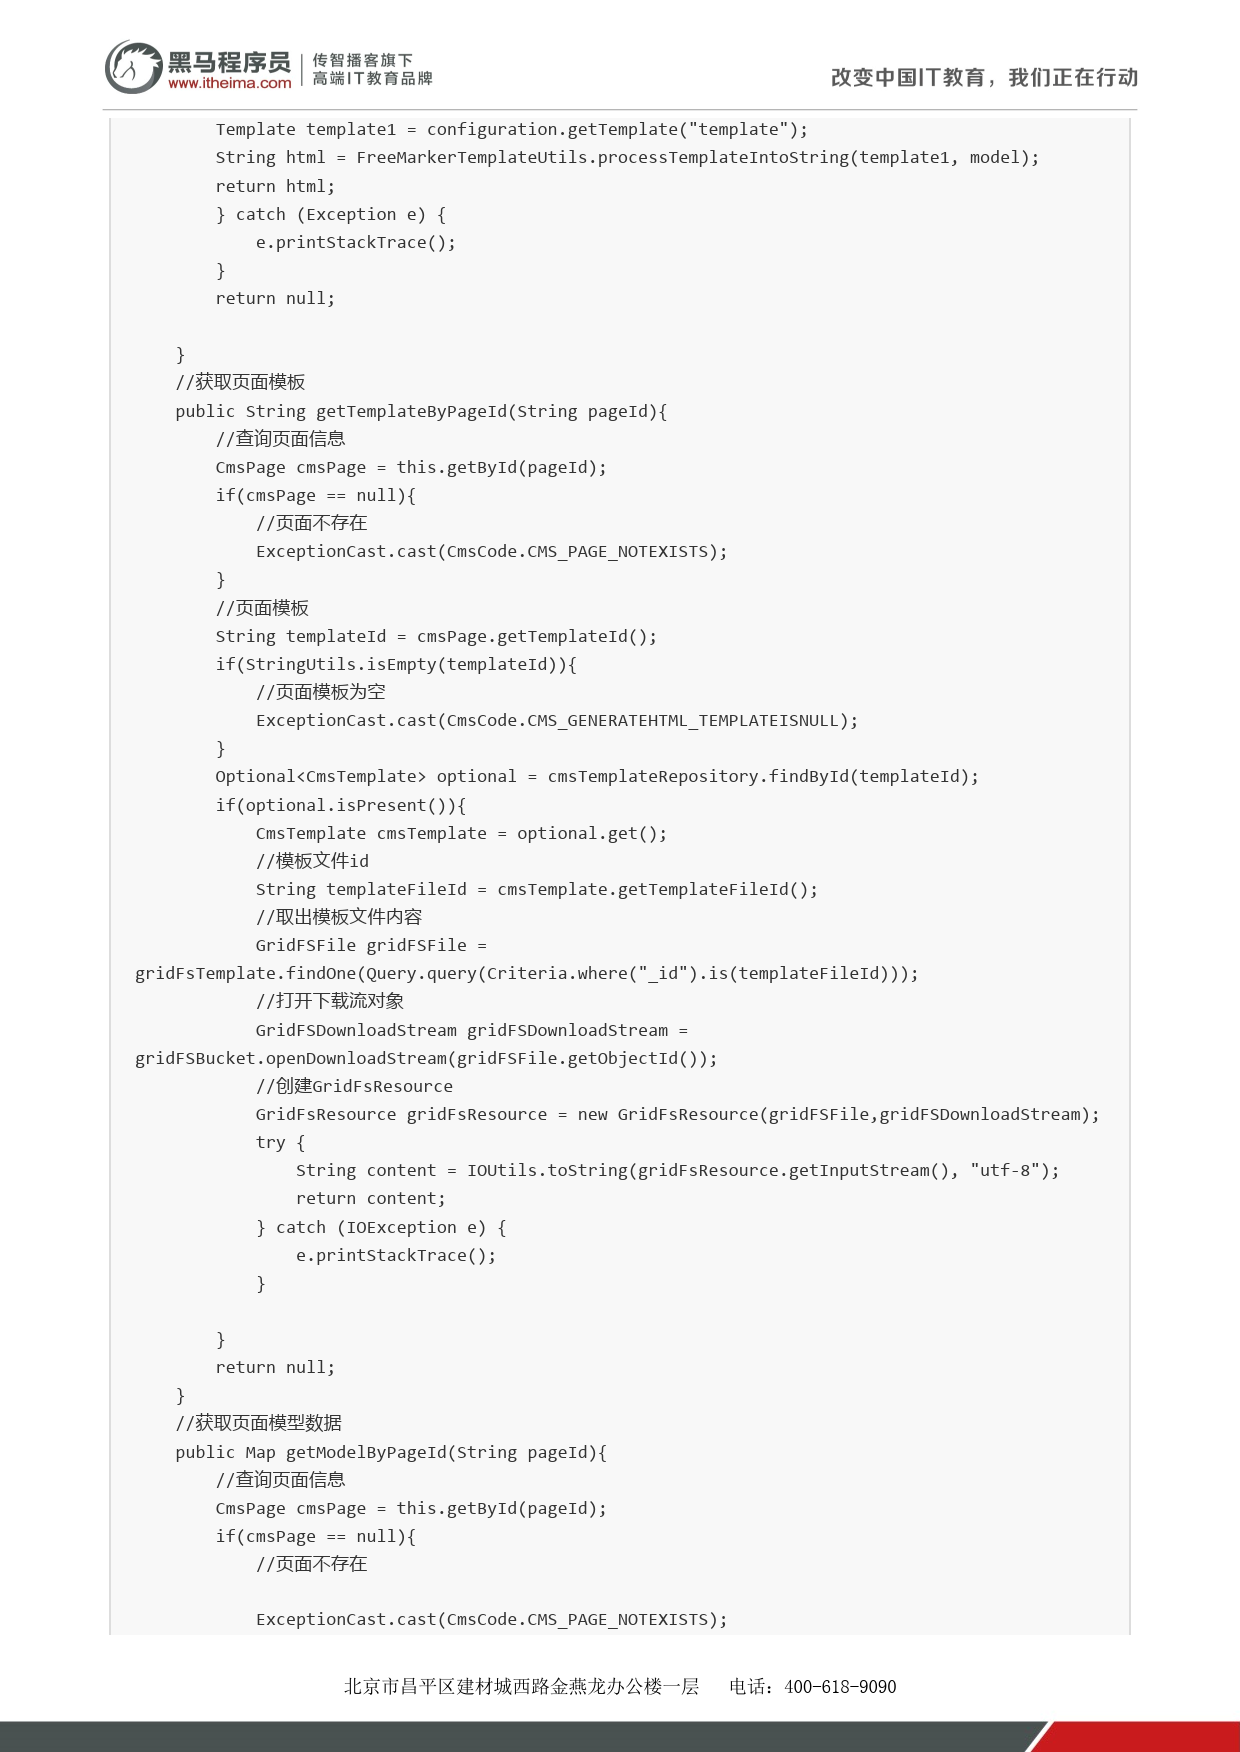 黑马程序员
www.itheima.com
传智播客旗下
高端IT教育品牌
改变中国IT教育，我们正在行动
        Template template1 = configuration.getTemplate("template");
        String html = FreeMarkerTemplateUtils.processTemplateIntoString(template1, model);
        return html;
        } catch (Exception e) {
            e.printStackTrace();
        }
        return null;

    }
    //获取页面模板
    public String getTemplateByPageId(String pageId){
        //查询页面信息
        CmsPage cmsPage = this.getById(pageId);
        if(cmsPage == null){
            //页面不存在
            ExceptionCast.cast(CmsCode.CMS_PAGE_NOTEXISTS);
        }
        //页面模板
        String templateId = cmsPage.getTemplateId();
        if(StringUtils.isEmpty(templateId)){
            //页面模板为空
            ExceptionCast.cast(CmsCode.CMS_GENERATEHTML_TEMPLATEISNULL);
        }
        Optional<CmsTemplate> optional = cmsTemplateRepository.findById(templateId);
        if(optional.isPresent()){
            CmsTemplate cmsTemplate = optional.get();
            //模板文件id
            String templateFileId = cmsTemplate.getTemplateFileId();
            //取出模板文件内容
            GridFSFile gridFSFile =
gridFsTemplate.findOne(Query.query(Criteria.where("_id").is(templateFileId)));
            //打开下载流对象
            GridFSDownloadStream gridFSDownloadStream =
gridFSBucket.openDownloadStream(gridFSFile.getObjectId());
            //创建GridFsResource
            GridFsResource gridFsResource = new GridFsResource(gridFSFile,gridFSDownloadStream);
            try {
                String content = IOUtils.toString(gridFsResource.getInputStream(), "utf-8");
                return content;
            } catch (IOException e) {
                e.printStackTrace();
            }

        }
        return null;
    }
    //获取页面模型数据
    public Map getModelByPageId(String pageId){
        //查询页面信息
        CmsPage cmsPage = this.getById(pageId);
        if(cmsPage == null){
            //页面不存在

            ExceptionCast.cast(CmsCode.CMS_PAGE_NOTEXISTS);
北京市昌平区建材城西路金燕龙办公楼一层   电话：400-618-9090